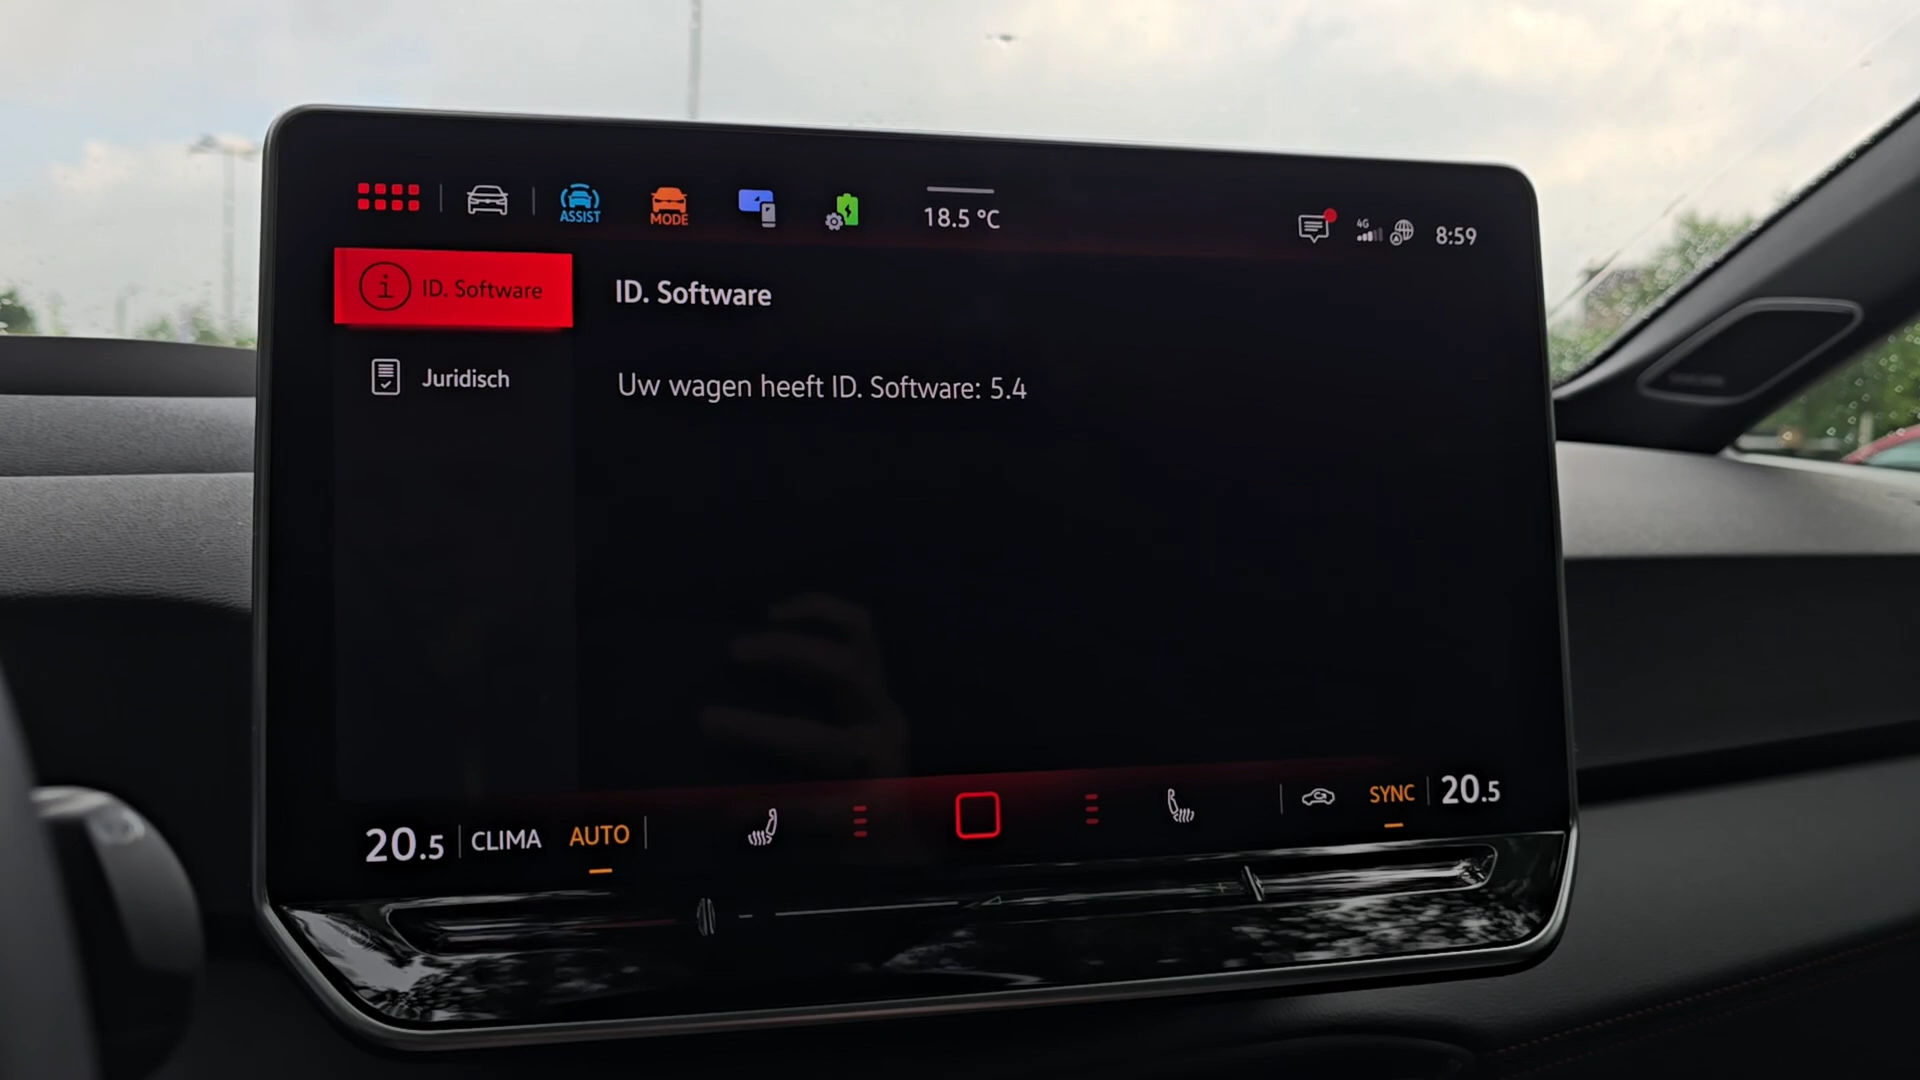 ASSIST
MODE
18.5 °C
4G
8:59
ID. Software
ID. Software
Juridisch
Uw wagen heeft ID. Software: 5.4
20.5 CLIMA AUTO
SYNC 20.5